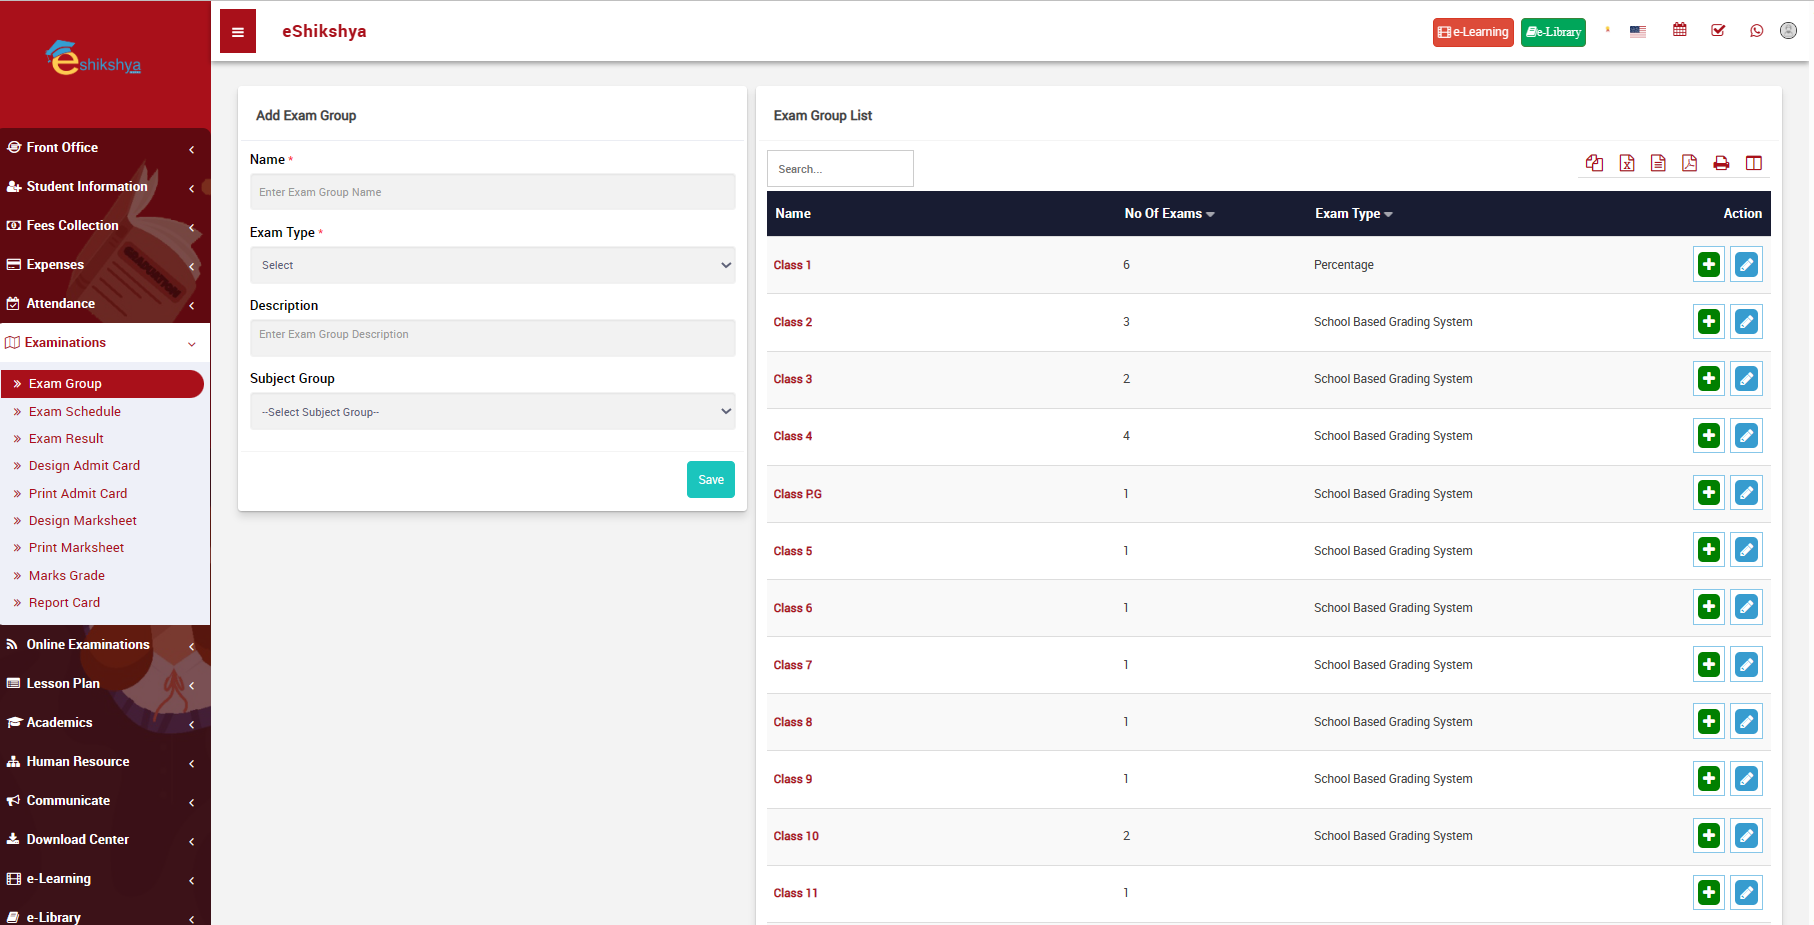 eshikshya
eShikshya
e-Learning
e-Library
Front Office
Student Information
Fees Collection
Expenses
Attendance
Examinations
Exam Group
Exam Schedule
Exam Result
Design Admit Card
Print Admit Card
Design Marksheet
Print Marksheet
Marks Grade
Report Card
Online Examinations
Lesson Plan
Academics
Human Resource
Communicate
Download Center
e-Learning
e-Library
GRADUATION
Add Exam Group
Name *
Enter Exam Group Name
Exam Type *
Select
Description
Enter Exam Group Description
Subject Group
--Select Subject Group--
Save
Exam Group List
Search...
Name No Of Exams Exam Type Action
Class 1 6 Percentage
Class 2 3 School Based Grading System
Class 3 2 School Based Grading System
Class 4 4 School Based Grading System
Class P.G 1 School Based Grading System
Class 5 1 School Based Grading System
Class 6 1 School Based Grading System
Class 7 1 School Based Grading System
Class 8 1 School Based Grading System
Class 9 1 School Based Grading System
Class 10 2 School Based Grading System
Class 11 1